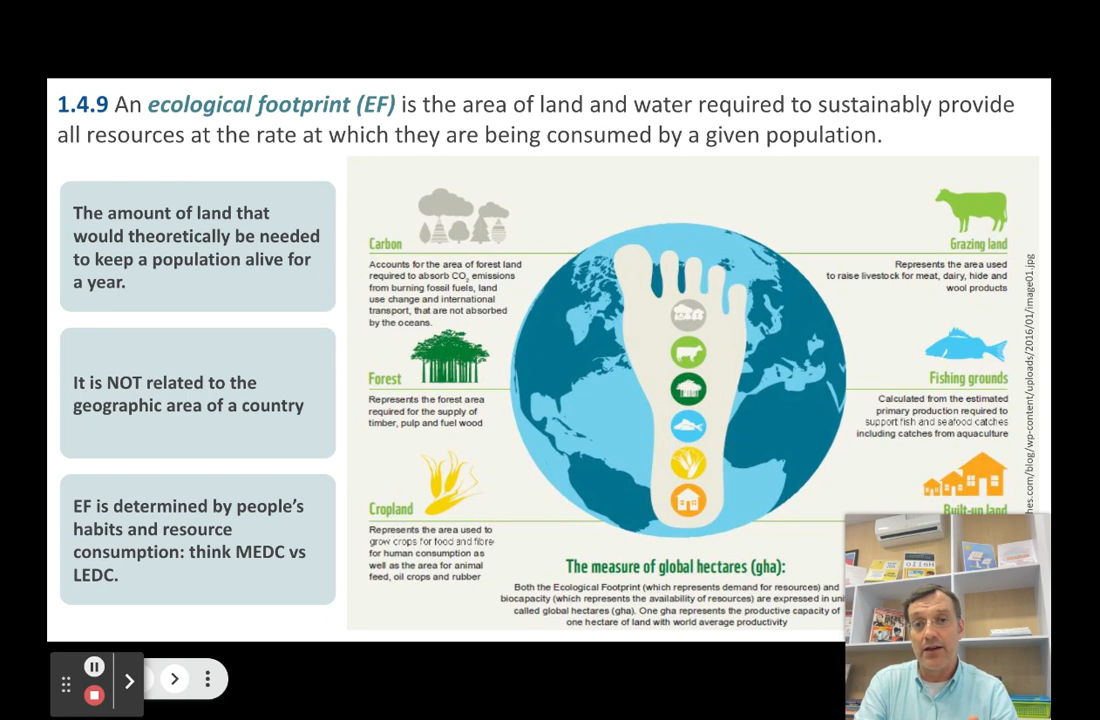 1.4.9 An ecological footprint (EF) is the area of land and water required to sustainably provide
all resources at the rate at which they are being consumed by a given population.
The amount of land that
would theoretically be needed
to keep a population alive for
a year.
It is NOT related to the
geographic area of a country
EF is determined by people’s
habits and resource
consumption: think MEDC vs
LEDC.
Carbon
Accounts for the area of forest land
required to absorb CO₂ emissions
from burning fossil fuels, land
use change and international
transport, that are not absorbed
by the oceans.
Forest
Represents the forest area
required for the supply of
timber, pulp and fuel wood
Cropland
Represents the area used to
grow crops for food and fibre
for human consumption as
well as the area for animal
feed, oil crops and rubber
Grazing land
Represents the area used
to raise livestock for meat, dairy, hide and
wool products
Fishing grounds
Calculated from the estimated
primary production required to
support fish and seafood catches
including catches from aquaculture
Built-up land
The measure of global hectares (gha):
Both the Ecological Footprint (which represents demand for resources) and
biocapacity (which represents the availability of resources) are expressed in uni
called global hectares (gha). One gha represents the productive capacity of
one hectare of land with world average productivity
hes.com/blog/wp-content/uploads/2016/01/image01.jpg